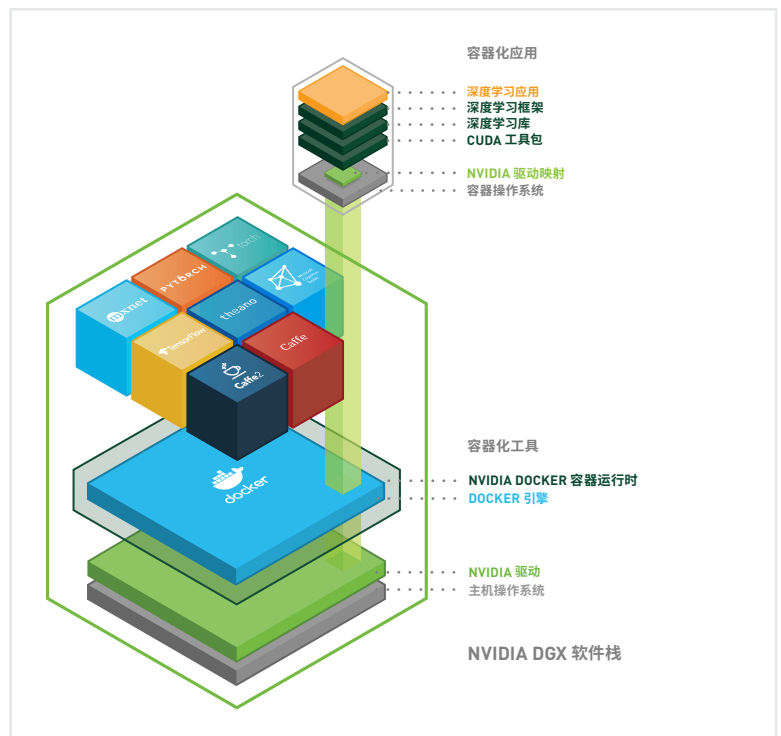 容器化应用
深度学习应用
深度学习框架
深度学习库
CUDA 工具包
NVIDIA 驱动映射
容器操作系统
torch
PYTORCH
Microsoft
Cognitive
Toolkit
mxnet
theano
TensorFlow
Caffe
Caffe2
容器化工具
NVIDIA DOCKER 容器运行时
DOCKER 引擎
docker
NVIDIA 驱动
主机操作系统
NVIDIA DGX 软件栈